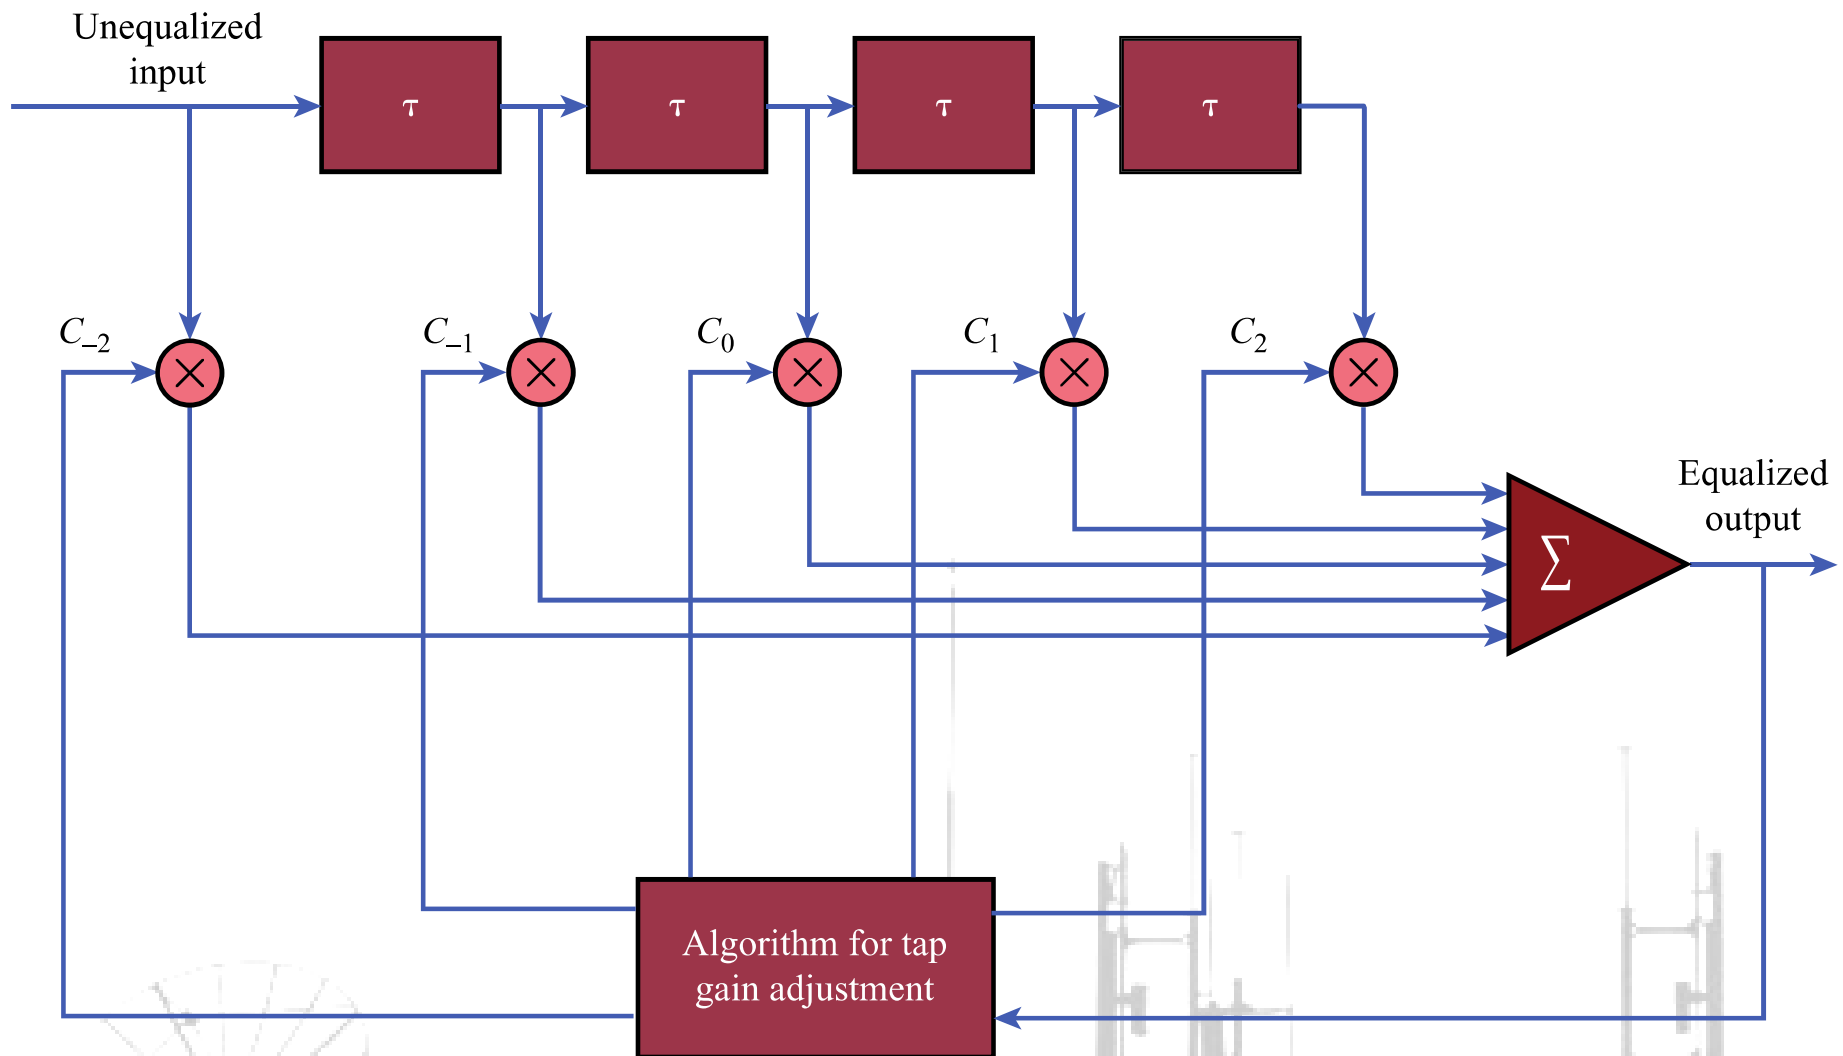 Unequalized
input
τ
τ
τ
τ
C₋₂
C₋₁
C₀
C₁
C₂
Equalized
output
∑
Algorithm for tap
gain adjustment